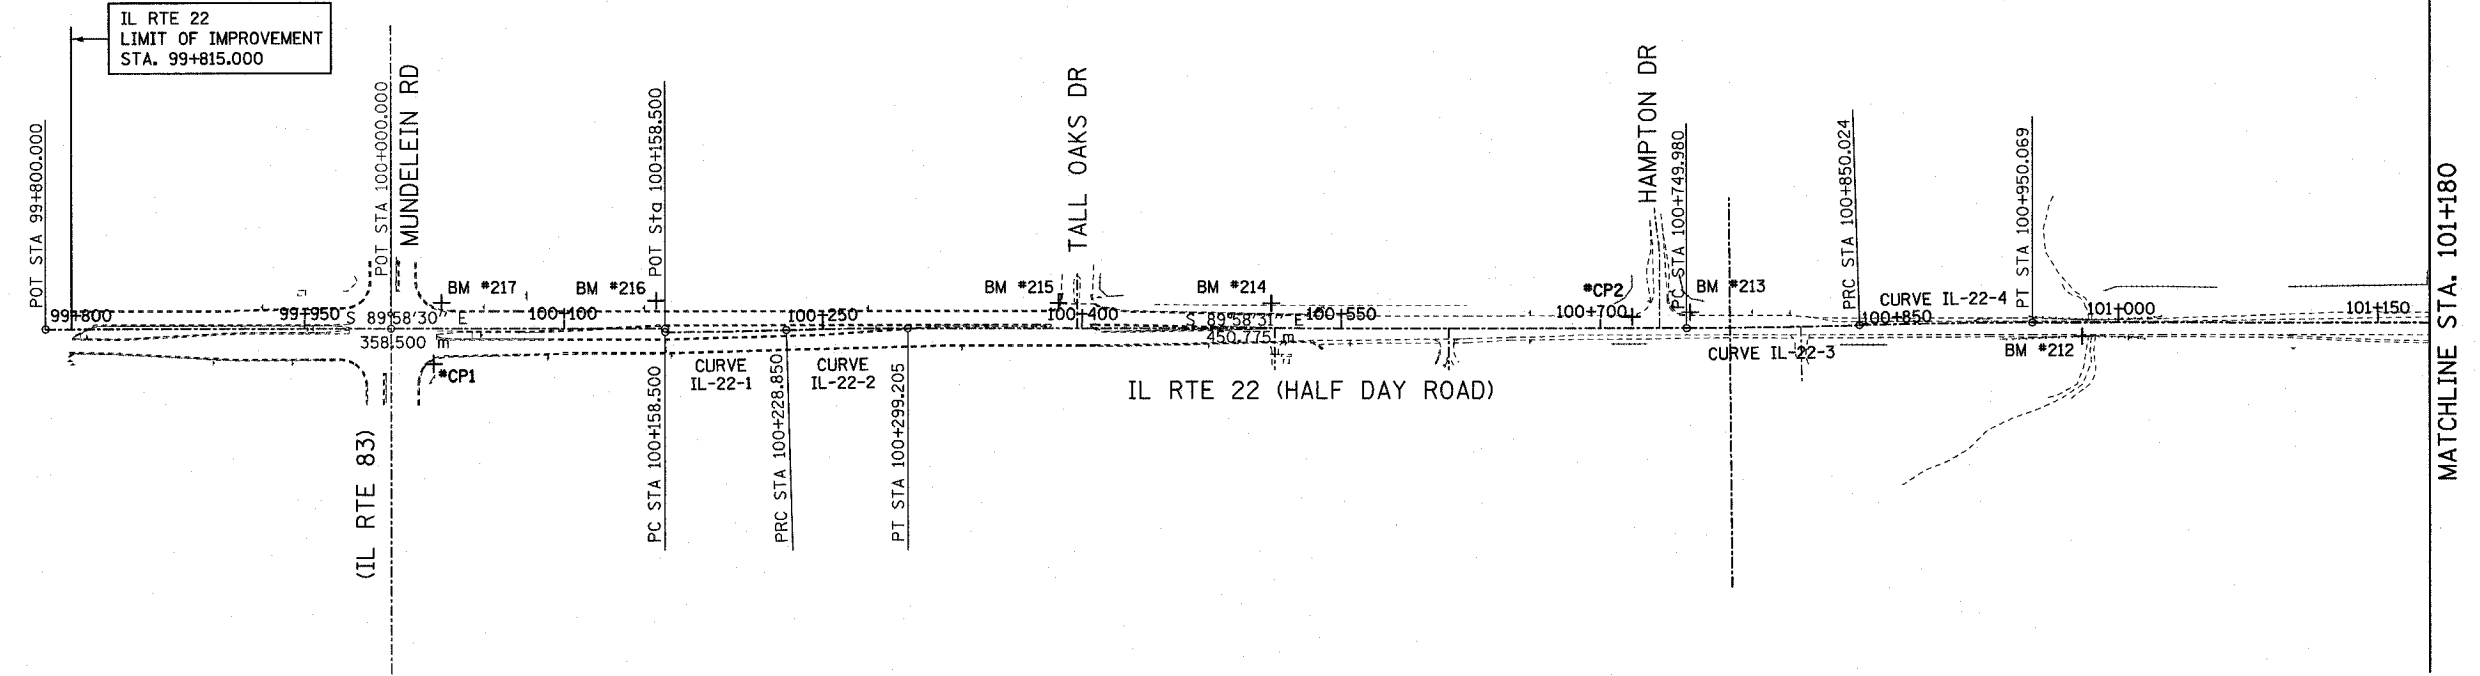 IL RTE 22
LIMIT OF IMPROVEMENT
STA. 99+815.000
POT STA 99+800.000
POT STA 100+000.000
MUNDELEIN RD
POT Sta 100+158.500
TALL OAKS DR
HAMPTON DR
PC STA 100+749.980
PRC STA 100+850.024
PT STA 100+950.069
MATCHLINE STA. 101+180
BM #217
BM #216
BM #215
BM #214
*CP2
BM #213
CURVE IL-22-4
99+800
99+950
S 89°58'30" E
358.500 m
100+100
100+250
100+400
S 89°58'31" E
450.775 m
100+550
100+700
100+850
101+000
101+150
*CP1
CURVE
IL-22-1
CURVE
IL-22-2
CURVE IL-22-3
BM #212
IL RTE 22 (HALF DAY ROAD)
(IL RTE 83)
PC STA 100+158.500
PRC STA 100+228.850
PT STA 100+299.205